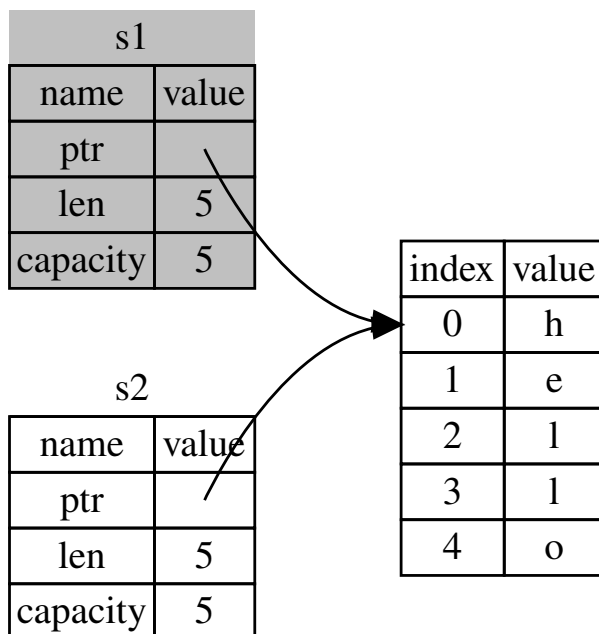 s1
name value
ptr
len 5
capacity 5
s2
name value
ptr
len 5
capacity 5
index value
0 h
1 e
2 l
3 l
4 o